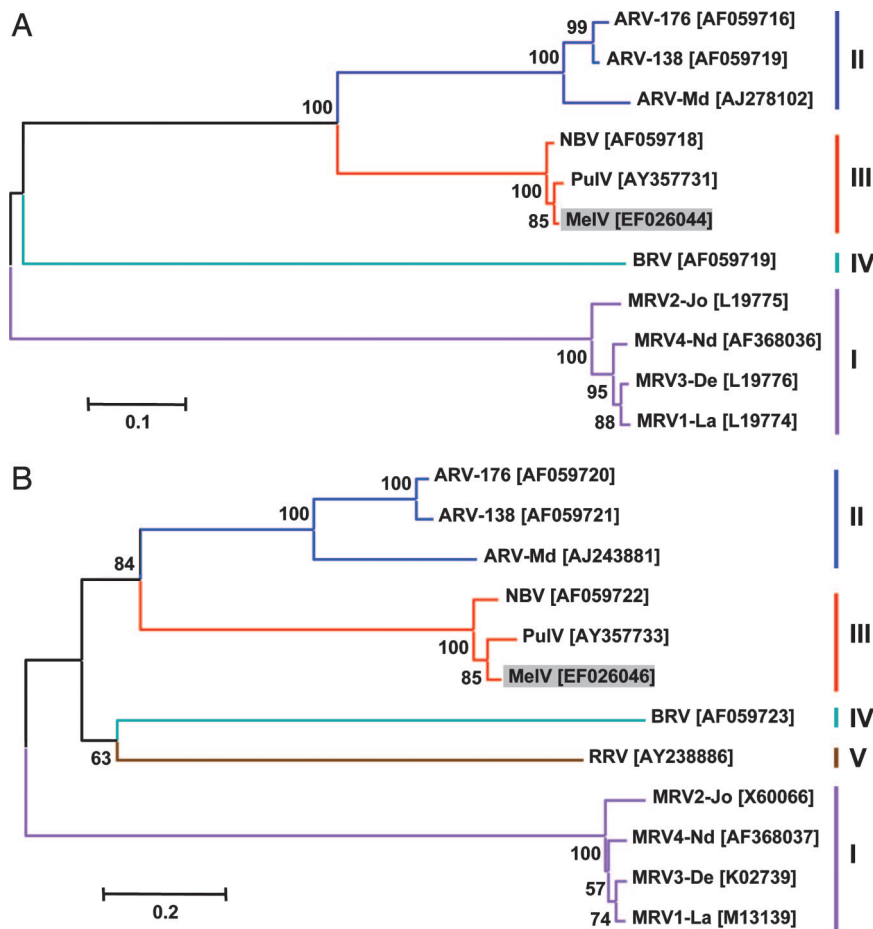 A
99
ARV-176 [AF059716]
100
ARV-138 [AF059719]
II
100
ARV-Md [AJ278102]
NBV [AF059718]
100
PulV [AY357731]
III
85
MelV [EF026044]
BRV [AF059719]
IV
MRV2-Jo [L19775]
100
MRV4-Nd [AF368036]
I
95
MRV3-De [L19776]
88
MRV1-La [L19774]
0.1
B
100
ARV-176 [AF059720]
II
100
ARV-138 [AF059721]
84
ARV-Md [AJ243881]
NBV [AF059722]
III
100
PulV [AY357733]
85
MelV [EF026046]
BRV [AF059723]
IV
63
RRV [AY238886]
V
MRV2-Jo [X60066]
100
MRV4-Nd [AF368037]
I
57
MRV3-De [K02739]
74
MRV1-La [M13139]
0.2